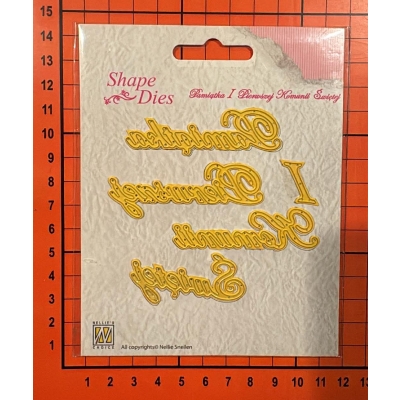 Shape
Dies
Pamiątka I Pierwszej Komunii Świętej
Pamiątka
I
Pierwszej
Komunii
Świętej
NELLIE'S
N S
CHOICE
All copyrights© Nellie Snellen
15
14
13
12
11
10
9
8
7
6
5
4
3
2
1
1 2 3 4 5 6 7 8 9 10 11 12